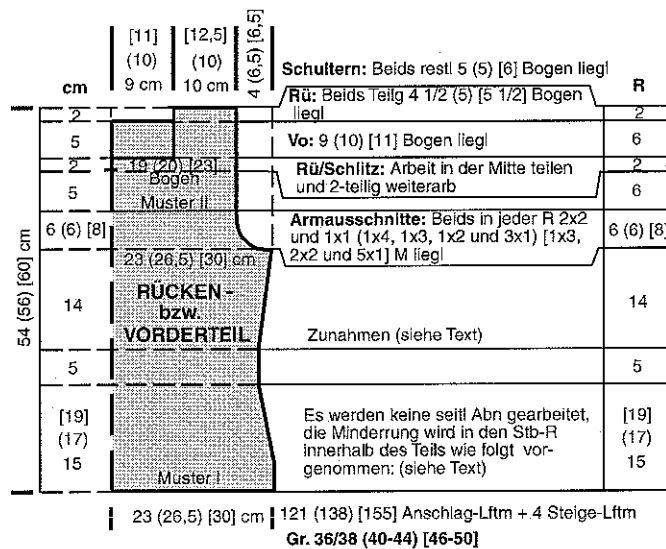 [11] [12,5] 4 (6,5) [6,5]
(10) (10)
cm 9 cm 10 cm R
Schultern: Beids restl 5 (5) [6] Bogen liegl
Rü: Beids Teilg 4 1/2 (5) [5 1/2] Bogen
liegl
2 2
5 Vo: 9 (10) [11] Bogen liegl 6
2 2
19 (20) [23]
Bogen
Muster II
Rü/Schlitz: Arbeit in der Mitte teilen
und 2-teilig weiterarb
5 6
6 (6) [8] 6 (6) [8]
Armausschnitte: Beids in jeder R 2x2
und 1x1 (1x4, 1x3, 1x2 und 3x1) [1x3,
2x2 und 5x1] M liegl
23 (26,5) [30] cm
54 (56) [60] cm
RÜCKEN-
bzw.
VORDERTEIL
14 14
Zunahmen (siehe Text)
5 5
[19] [19]
(17) (17)
15 15
Es werden keine seitl Abn gearbeitet,
die Minderrung wird in den Stb-R
innerhalb des Teils wie folgt vor-
genommen: (siehe Text)
Muster I
23 (26,5) [30] cm 121 (138) [155] Anschlag-Lftm + 4 Steige-Lftm
Gr. 36/38 (40-44) [46-50]